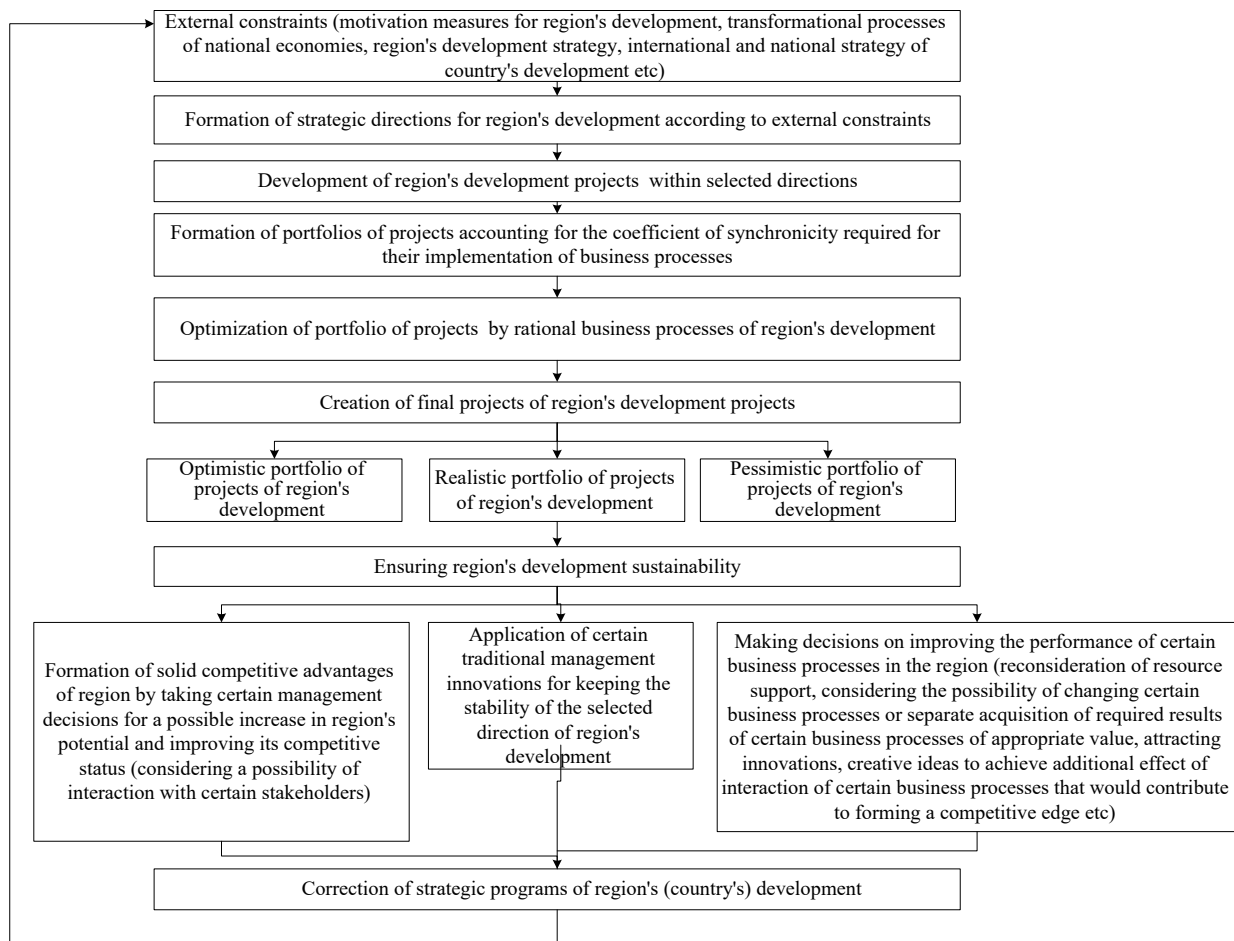 External constraints (motivation measures for region's development, transformational processes
of national economies, region's development strategy, international and national strategy of
country's development etc)
Formation of strategic directions for region's development according to external constraints
Development of region's development projects within selected directions
Formation of portfolios of projects accounting for the coefficient of synchronicity required for
their implementation of business processes
Optimization of portfolio of projects by rational business processes of region's development
Creation of final projects of region's development projects
Optimistic portfolio of
projects of region's
development
Realistic portfolio of projects
of region's development
Pessimistic portfolio of
projects of region's
development
Ensuring region's development sustainability
Formation of solid competitive advantages
of region by taking certain management
decisions for a possible increase in region's
potential and improving its competitive
status (considering a possibility of
interaction with certain stakeholders)
Application of certain
traditional management
innovations for keeping the
stability of the selected
direction of region's
development
Making decisions on improving the performance of certain
business processes in the region (reconsideration of resource
support, considering the possibility of changing certain
business processes or separate acquisition of required results
of certain business processes of appropriate value, attracting
innovations, creative ideas to achieve additional effect of
interaction of certain business processes that would contribute
to forming a competitive edge etc)
Correction of strategic programs of region's (country's) development